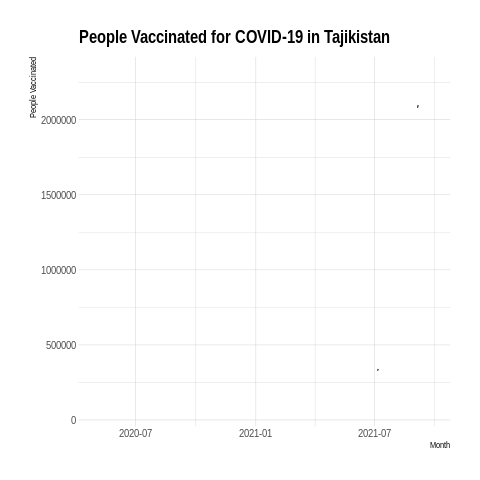 People Vaccinated for COVID-19 in Tajikistan
People Vaccinated
2000000
1500000
1000000
500000
0
2020-07 2021-01 2021-07
Month